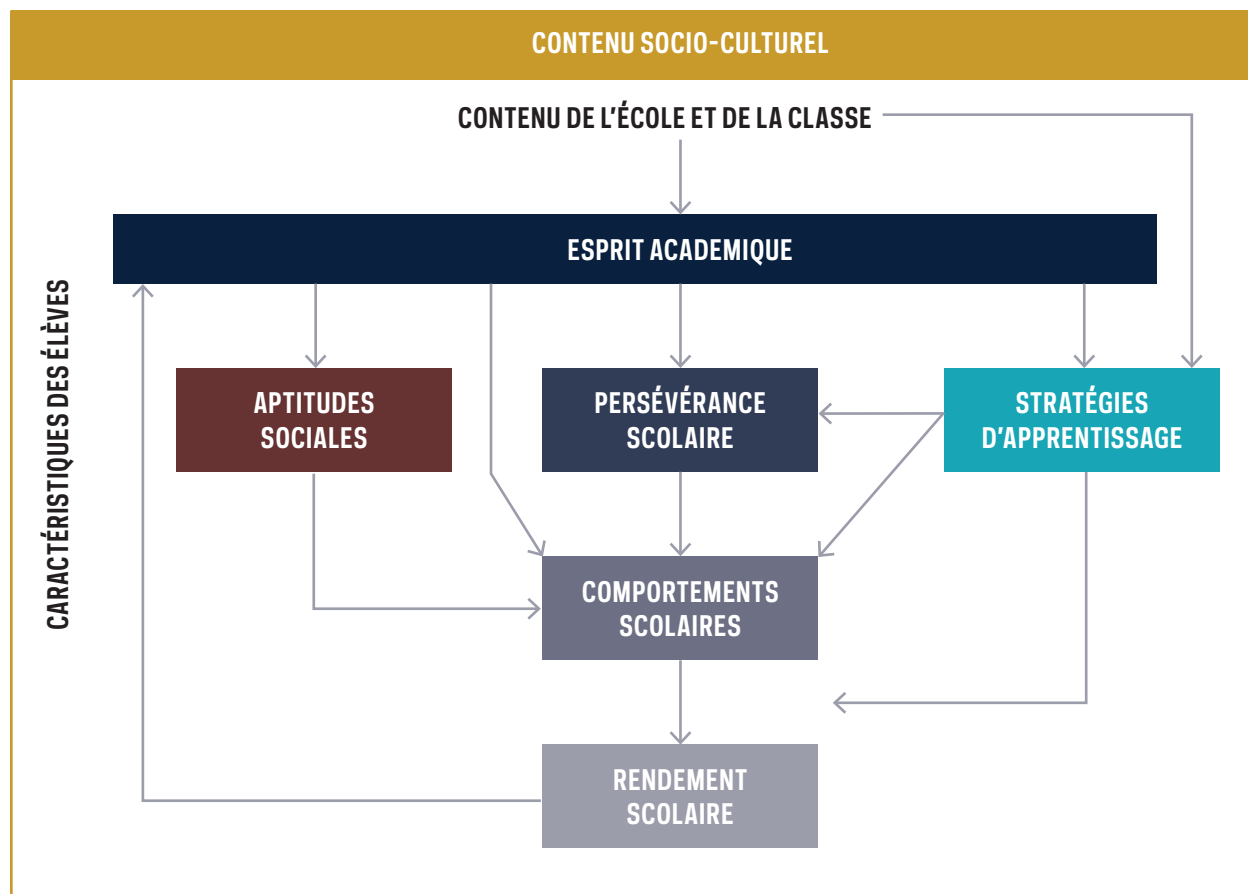 CONTENU SOCIO-CULTUREL
CONTENU DE L'ÉCOLE ET DE LA CLASSE
ESPRIT ACADEMIQUE
CARACTÉRISTIQUES DES ÉLÈVES
APTITUDES
SOCIALES
PERSÉVÉRANCE
SCOLAIRE
STRATÉGIES
D'APPRENTISSAGE
COMPORTEMENTS
SCOLAIRES
RENDEMENT
SCOLAIRE